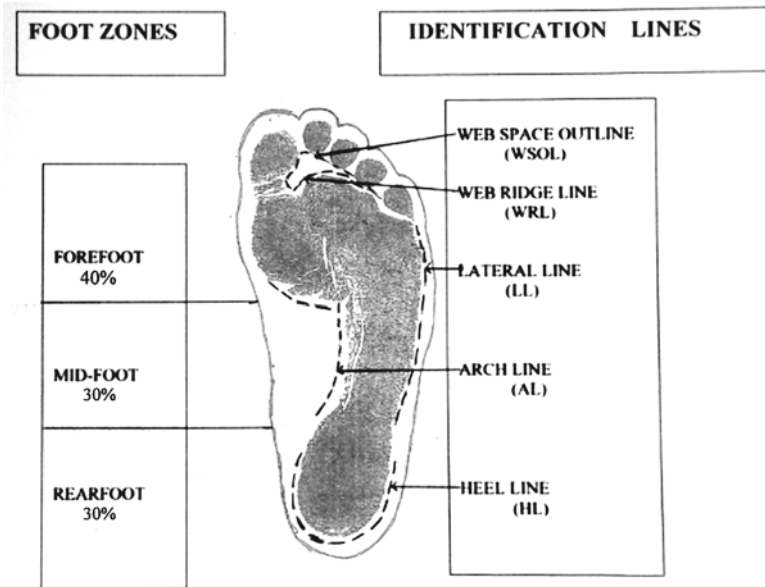 FOOT ZONES
IDENTIFICATION LINES
FOREFOOT
40%
MID-FOOT
30%
REARFOOT
30%
WEB SPACE OUTLINE
(WSOL)
WEB RIDGE LINE
(WRL)
LATERAL LINE
(LL)
ARCH LINE
(AL)
HEEL LINE
(HL)